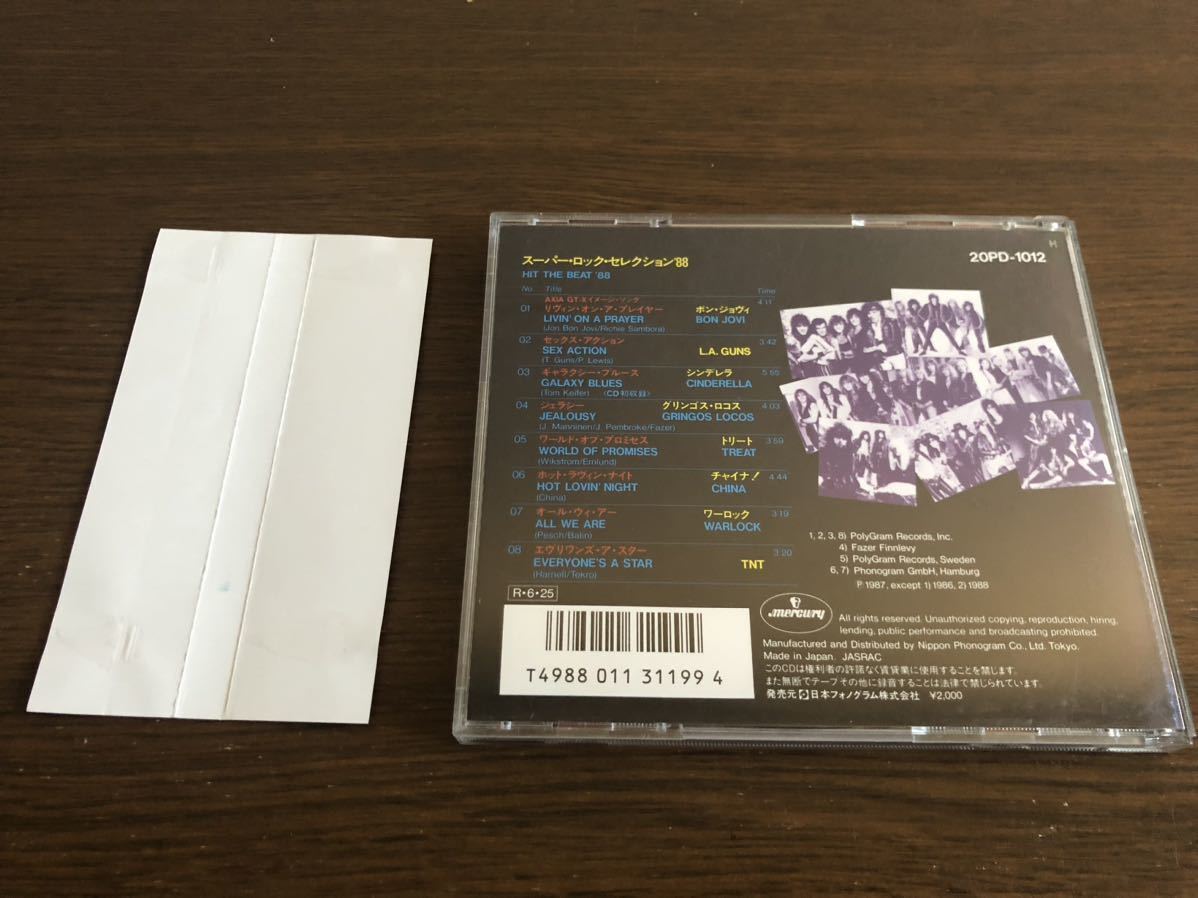 H
20PD-1012
スーパー・ロック・セレクション'88
HIT THE BEAT '88
No. Title Time
AXIA GT-Xイメージ・ソング
01 リヴィン・オン・ア・プレイヤー ボン・ジョヴィ 4:11
LIVIN' ON A PRAYER BON JOVI
(Jon Bon Jovi/Richie Sambora)
02 セックス・アクション 3:42
SEX ACTION L.A. GUNS
(T. Guns/P. Lewis)
03 ギャラクシー・ブルース シンデレラ 5:55
GALAXY BLUES CINDERELLA
(Tom Keifer) 〈CD初収録〉
04 ジェラシー グリンゴス・ロコス 4:03
JEALOUSY GRINGOS LOCOS
(J. Manninen/J. Pembroke/Fazer)
05 ワールド・オブ・プロミセス トリート 3:59
WORLD OF PROMISES TREAT
(Wikstrom/Ernlund)
06 ホット・ラヴィン・ナイト チャイナ! 4:44
HOT LOVIN' NIGHT CHINA
(China)
07 オール・ウィ・アー ワーロック 3:19
ALL WE ARE WARLOCK
(Pesch/Balin)
08 エヴリワンズ・ア・スター 3:20
EVERYONE'S A STAR TNT
(Harnell/Tekro)
R・6・25
T4988 011 31199 4
1, 2, 3, 8) PolyGram Records, Inc.
4) Fazer Finnlevy
5) PolyGram Records, Sweden
6, 7) Phonogram GmbH, Hamburg
℗ 1987, except 1) 1986, 2) 1988
mercury
All rights reserved. Unauthorized copying, reproduction, hiring,
lending, public performance and broadcasting prohibited.
Manufactured and Distributed by Nippon Phonogram Co., Ltd. Tokyo.
Made in Japan. JASRAC
このCDは権利者の許諾なく賃貸業に使用することを禁じます。
また無断でテープその他に録音することは法律で禁じられています。
発売元 日本フォノグラム株式会社 ¥2,000